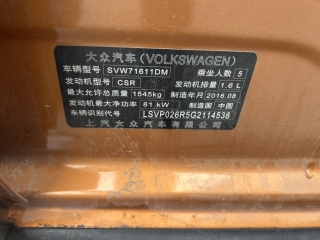 大众汽车(VOLKSWAGEN)
车辆型号 SVW71611DM 乘坐人数 5
发动机型号 CSR 发动机排量 1.6 L
最大允许总质量 1545kg 制造年月 2016.08
发动机最大净功率 81 kW 制造国 中国
车辆识别代号 LSVP026R5G2114538
上汽大众汽车有限公司